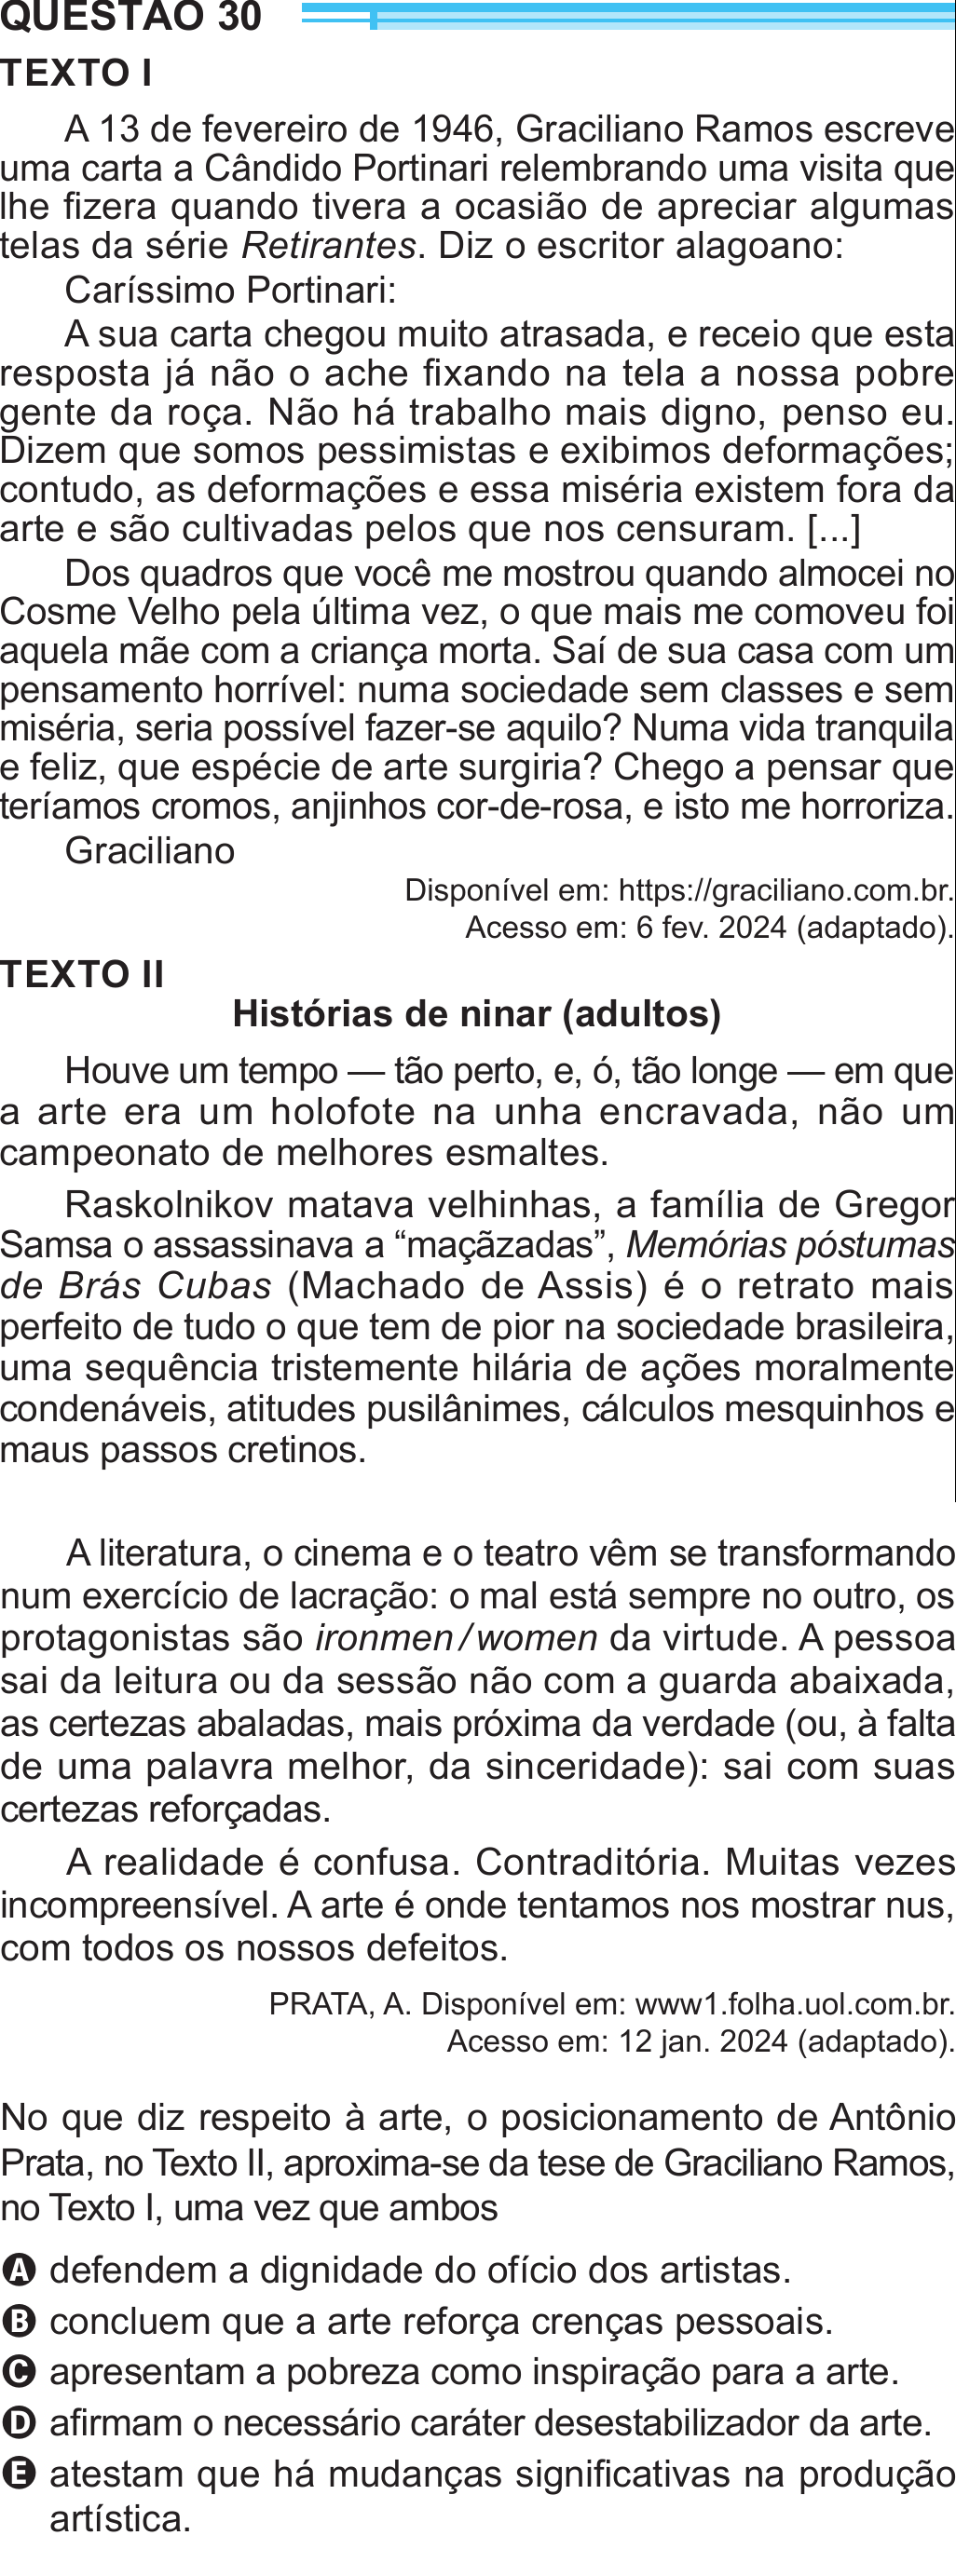 QUESTÃO 30
TEXTO I
A 13 de fevereiro de 1946, Graciliano Ramos escreve
uma carta a Cândido Portinari relembrando uma visita que
lhe fizera quando tivera a ocasião de apreciar algumas
telas da série Retirantes. Diz o escritor alagoano:
Caríssimo Portinari:
A sua carta chegou muito atrasada, e receio que esta
resposta já não o ache fixando na tela a nossa pobre
gente da roça. Não há trabalho mais digno, penso eu.
Dizem que somos pessimistas e exibimos deformações;
contudo, as deformações e essa miséria existem fora da
arte e são cultivadas pelos que nos censuram. [...]
Dos quadros que você me mostrou quando almocei no
Cosme Velho pela última vez, o que mais me comoveu foi
aquela mãe com a criança morta. Saí de sua casa com um
pensamento horrível: numa sociedade sem classes e sem
miséria, seria possível fazer-se aquilo? Numa vida tranquila
e feliz, que espécie de arte surgiria? Chego a pensar que
teríamos cromos, anjinhos cor-de-rosa, e isto me horroriza.
Graciliano
Disponível em: https://graciliano.com.br.
Acesso em: 6 fev. 2024 (adaptado).
TEXTO II
Histórias de ninar (adultos)
Houve um tempo — tão perto, e, ó, tão longe — em que
a arte era um holofote na unha encravada, não um
campeonato de melhores esmaltes.
Raskolnikov matava velhinhas, a família de Gregor
Samsa o assassinava a “maçãzadas”, Memórias póstumas
de Brás Cubas (Machado de Assis) é o retrato mais
perfeito de tudo o que tem de pior na sociedade brasileira,
uma sequência tristemente hilária de ações moralmente
condenáveis, atitudes pusilânimes, cálculos mesquinhos e
maus passos cretinos.
A literatura, o cinema e o teatro vêm se transformando
num exercício de lacração: o mal está sempre no outro, os
protagonistas são ironmen/women da virtude. A pessoa
sai da leitura ou da sessão não com a guarda abaixada,
as certezas abaladas, mais próxima da verdade (ou, à falta
de uma palavra melhor, da sinceridade): sai com suas
certezas reforçadas.
A realidade é confusa. Contraditória. Muitas vezes
incompreensível. A arte é onde tentamos nos mostrar nus,
com todos os nossos defeitos.
PRATA, A. Disponível em: www1.folha.uol.com.br.
Acesso em: 12 jan. 2024 (adaptado).
No que diz respeito à arte, o posicionamento de Antônio
Prata, no Texto II, aproxima-se da tese de Graciliano Ramos,
no Texto I, uma vez que ambos
A defendem a dignidade do ofício dos artistas.
B concluem que a arte reforça crenças pessoais.
C apresentam a pobreza como inspiração para a arte.
D afirmam o necessário caráter desestabilizador da arte.
E atestam que há mudanças significativas na produção
artística.